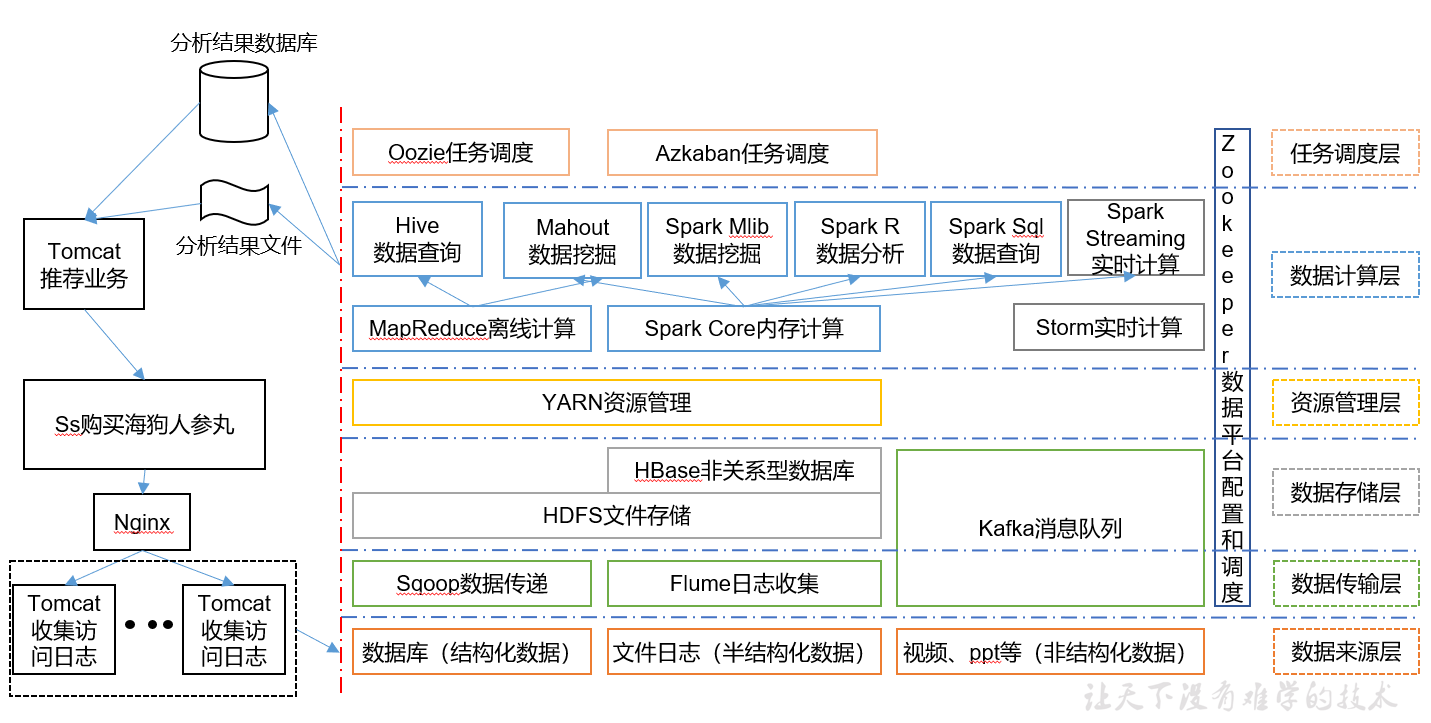 分析结果数据库
分析结果文件
Tomcat
推荐业务
Ss购买海狗人参丸
Nginx
Tomcat
收集访
问日志
Tomcat
收集访
问日志
Oozie任务调度
Azkaban任务调度
任务调度层
Hive
数据查询
Mahout
数据挖掘
Spark Mlib
数据挖掘
Spark R
数据分析
Spark Sql
数据查询
Spark
Streaming
实时计算
数据计算层
MapReduce离线计算
Spark Core内存计算
Storm实时计算
YARN资源管理
资源管理层
HBase非关系型数据库
HDFS文件存储
Kafka消息队列
数据存储层
Sqoop数据传递
Flume日志收集
数据传输层
数据库（结构化数据）
文件日志（半结构化数据）
视频、ppt等（非结构化数据）
数据来源层
Zookeeper数据平台配置和调度
让天下没有难学的技术